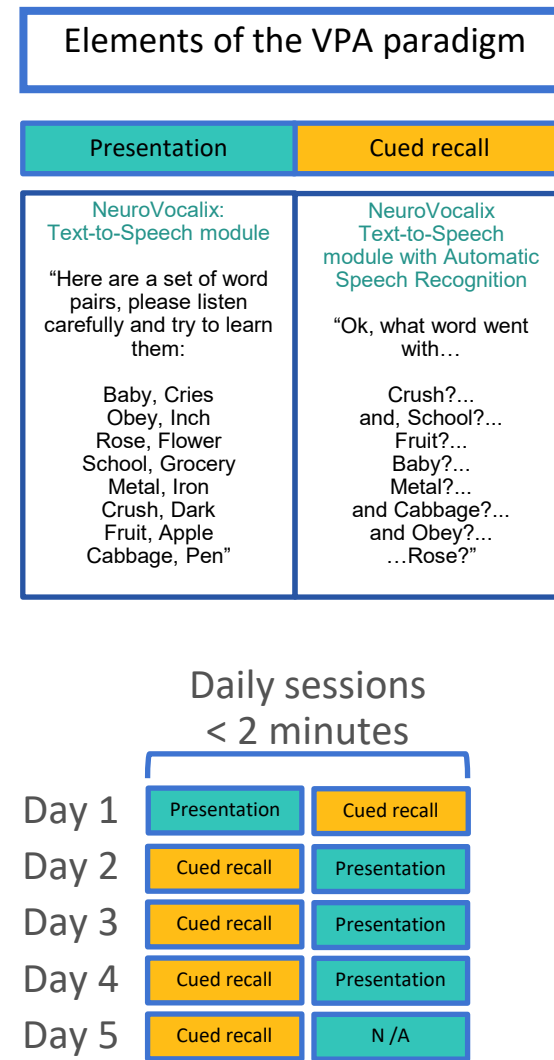 Elements of the VPA paradigm
Presentation
Cued recall
NeuroVocalix:
Text-to-Speech module
“Here are a set of word
pairs, please listen
carefully and try to learn
them:
Baby, Cries
Obey, Inch
Rose, Flower
School, Grocery
Metal, Iron
Crush, Dark
Fruit, Apple
Cabbage, Pen”
NeuroVocalix
Text-to-Speech
module with Automatic
Speech Recognition
“Ok, what word went
with…
Crush?...
and, School?...
Fruit?...
Baby?...
Metal?...
and Cabbage?...
and Obey?...
…Rose?”
Daily sessions
< 2 minutes
Day 1 Presentation Cued recall
Day 2 Cued recall Presentation
Day 3 Cued recall Presentation
Day 4 Cued recall Presentation
Day 5 Cued recall N /A